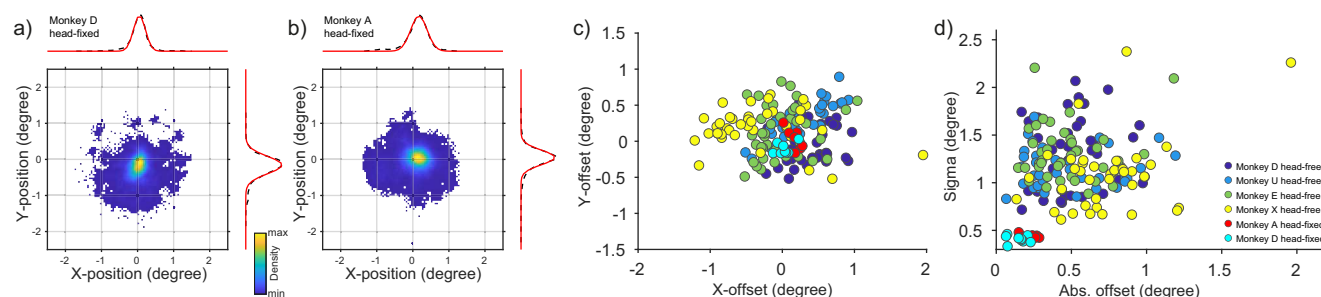 a)
Monkey D
head-fixed
Y-position (degree)
2
1
0
-1
-2
-2 -1 0 1 2
X-position (degree)
max
Density
min
b)
Monkey A
head-fixed
Y-position (degree)
2
1
0
-1
-2
-2 -1 0 1 2
X-position (degree)
c)
Y-offset (degree)
1.5
1
0.5
0
-0.5
-1
-1.5
-1 0 1 2
X-offset (degree)
d)
Sigma (degree)
2.5
2
1.5
1
0.5
0 0.5 1 1.5 2
Abs. offset (degree)
Monkey D head-free
Monkey U head-free
Monkey E head-free
Monkey X head-free
Monkey A head-fixed
Monkey D head-fixed